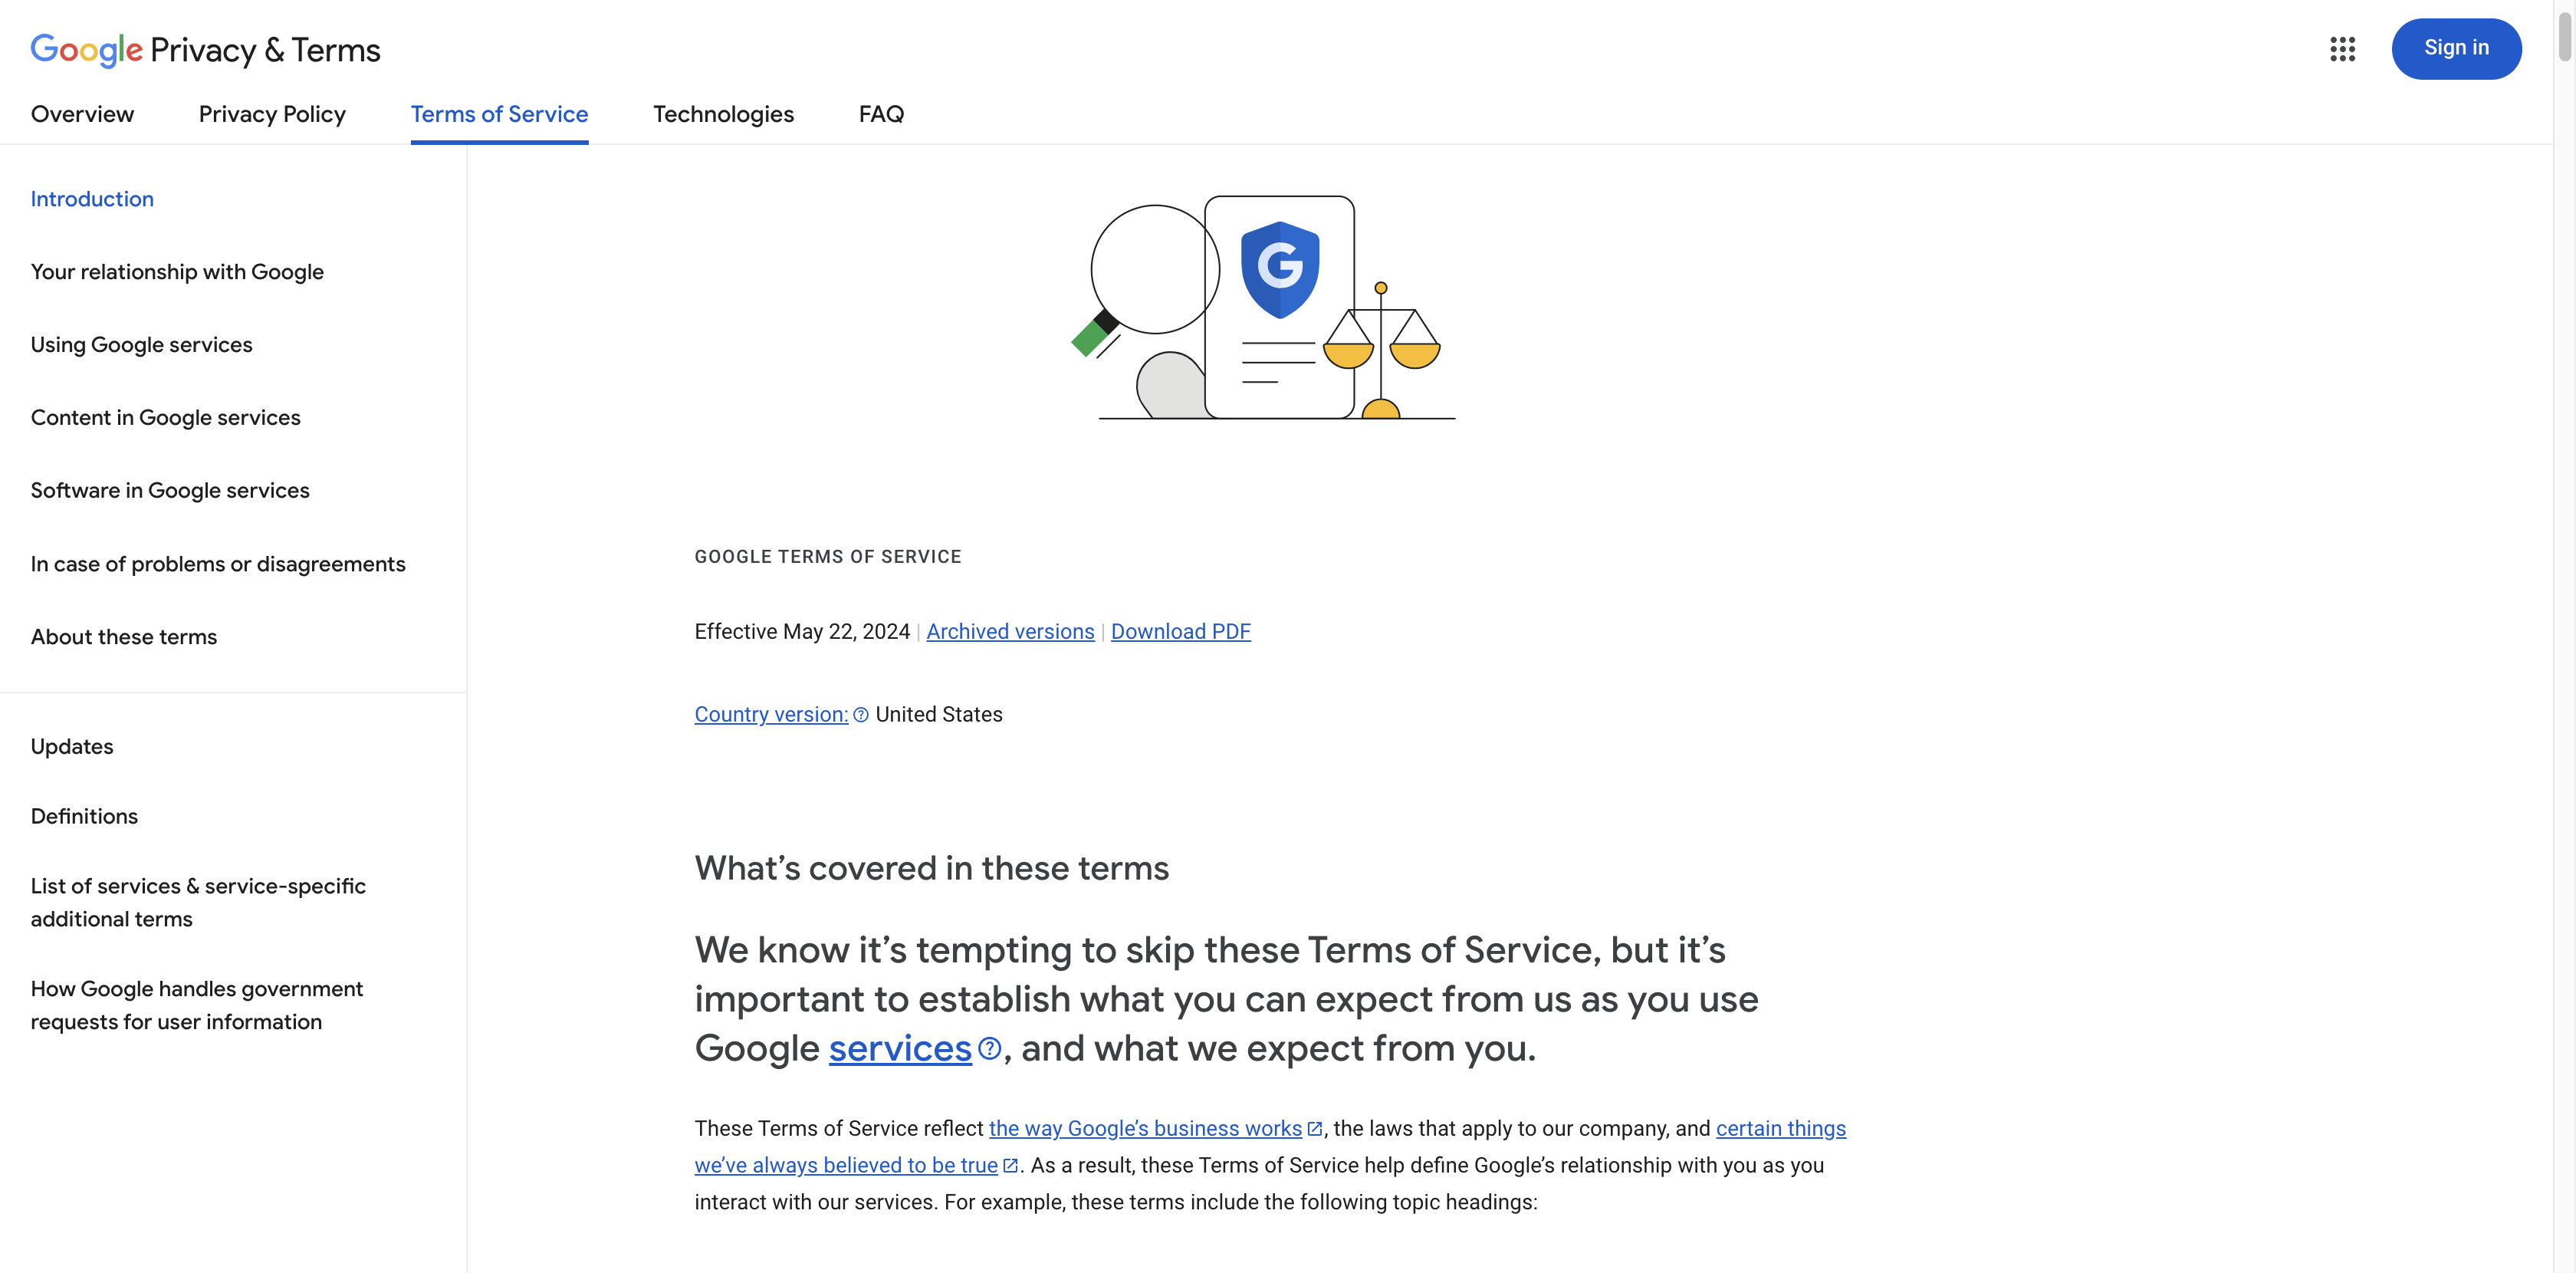 Google Privacy & Terms
Sign in
Overview
Privacy Policy
Terms of Service
Technologies
FAQ
Introduction
Your relationship with Google
Using Google services
Content in Google services
Software in Google services
In case of problems or disagreements
About these terms
Updates
Definitions
List of services & service-specific
additional terms
How Google handles government
requests for user information
G
GOOGLE TERMS OF SERVICE
Effective May 22, 2024 | Archived versions | Download PDF
Country version: United States
What’s covered in these terms
We know it’s tempting to skip these Terms of Service, but it’s
important to establish what you can expect from us as you use
Google services, and what we expect from you.
These Terms of Service reflect the way Google’s business works, the laws that apply to our company, and certain things
we’ve always believed to be true. As a result, these Terms of Service help define Google’s relationship with you as you
interact with our services. For example, these terms include the following topic headings: